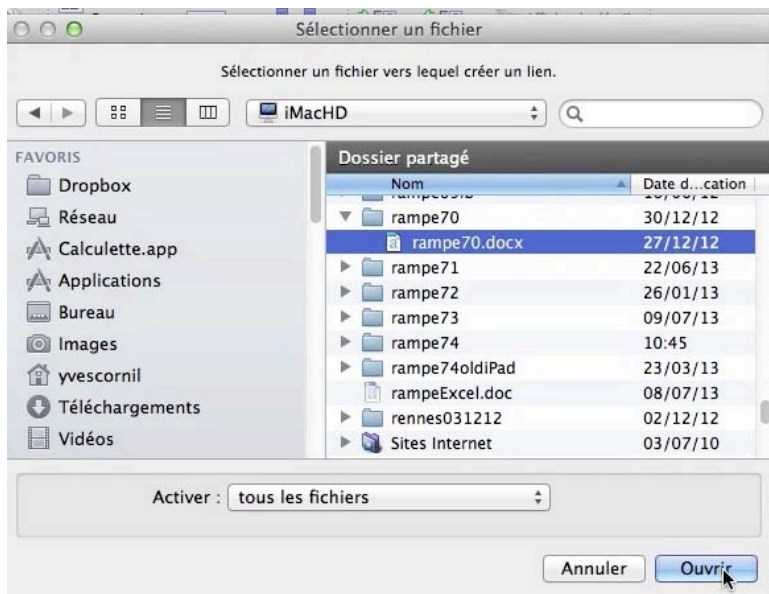 Sélectionner un fichier
Sélectionner un fichier vers lequel créer un lien.
iMacHD
FAVORIS
Dropbox
Réseau
Calculette.app
Applications
Bureau
Images
yvescornil
Téléchargements
Vidéos
Dossier partagé
Nom Date d...cation
rampe70 30/12/12
rampe70.docx 27/12/12
rampe71 22/06/13
rampe72 26/01/13
rampe73 09/07/13
rampe74 10:45
rampe74oldiPad 23/03/13
rampeExcel.doc 08/07/13
rennes031212 02/12/12
Sites Internet 03/07/10
Activer : tous les fichiers
Annuler Ouvrir